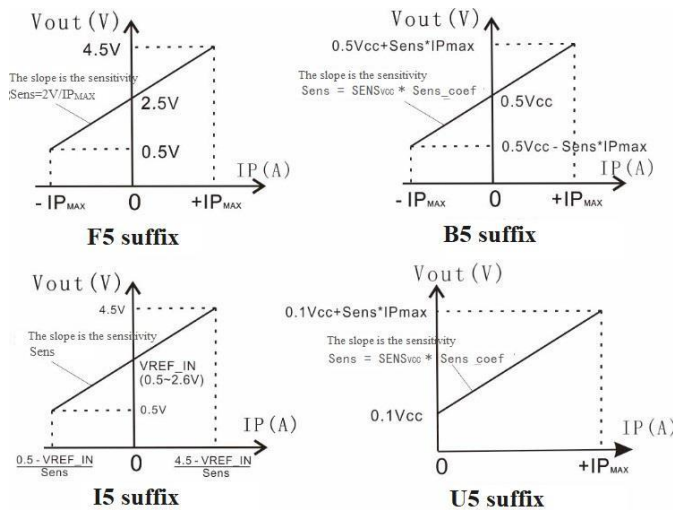 Vout(V)
4.5V
The slope is the sensitivity
Sens=2V/IPMAX
2.5V
0.5V
IP(A)
-IPMAX
0
+IPMAX
F5 suffix
Vout(V)
0.5Vcc+Sens*IPmax
The slope is the sensitivity
Sens = SENSvcc * Sens_coef
0.5Vcc
0.5Vcc-Sens*IPmax
IP(A)
-IPMAX
0
+IPMAX
B5 suffix
Vout(V)
4.5V
The slope is the sensitivity
Sens
VREF_IN
(0.5~2.6V)
0.5V
IP(A)
0.5-VREF_IN
Sens
0
4.5-VREF_IN
Sens
I5 suffix
Vout(V)
0.1Vcc+Sens*IPmax
The slope is the sensitivity
Sens = SENSvcc * Sens_coef
0.1Vcc
IP(A)
0
+IPMAX
U5 suffix